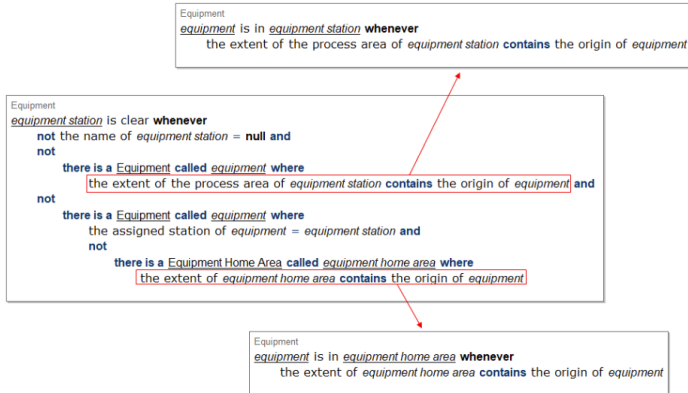 Equipment
equipment is in equipment station whenever
the extent of the process area of equipment station contains the origin of equipment
Equipment
equipment station is clear whenever
not the name of equipment station = null and
not
there is a Equipment called equipment where
the extent of the process area of equipment station contains the origin of equipment and
not
there is a Equipment called equipment where
the assigned station of equipment = equipment station and
not
there is a Equipment Home Area called equipment home area where
the extent of equipment home area contains the origin of equipment
Equipment
equipment is in equipment home area whenever
the extent of equipment home area contains the origin of equipment